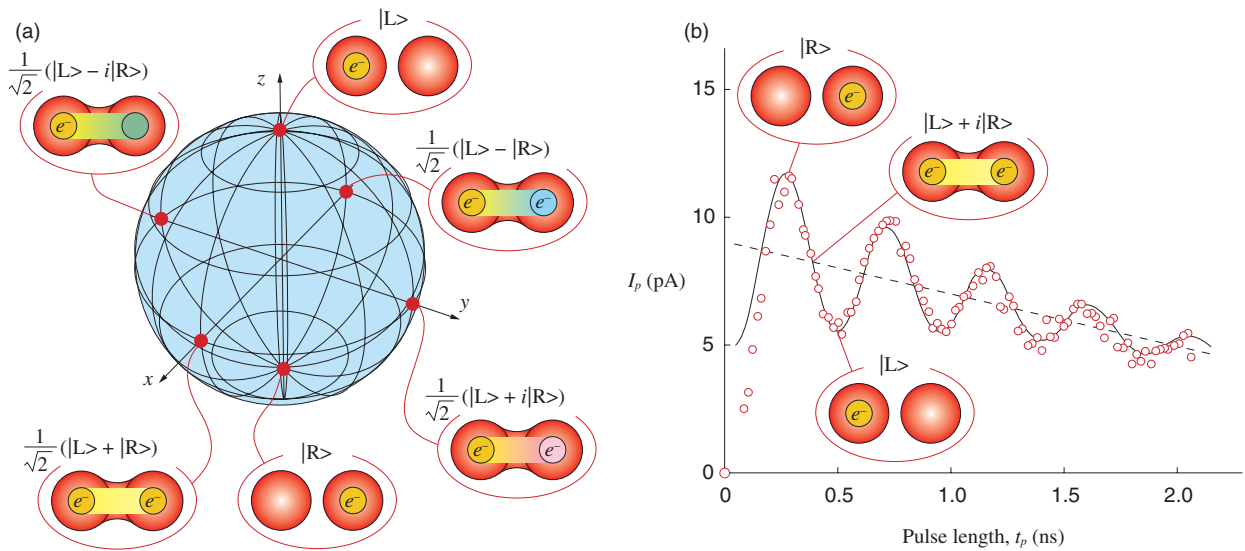 (a)
|L>
e⁻
1/√2 (|L> − i|R>)
e⁻
z
1/√2 (|L> − |R>)
e⁻ e⁻
y
x
1/√2 (|L> + |R>)
e⁻ e⁻
|R>
e⁻
1/√2 (|L> + i|R>)
e⁻ e⁻
(b)
|R>
e⁻
|L> + i|R>
e⁻ e⁻
|L>
e⁻
15
10
5
0
I_p (pA)
0 0.5 1.0 1.5 2.0
Pulse length, t_p (ns)